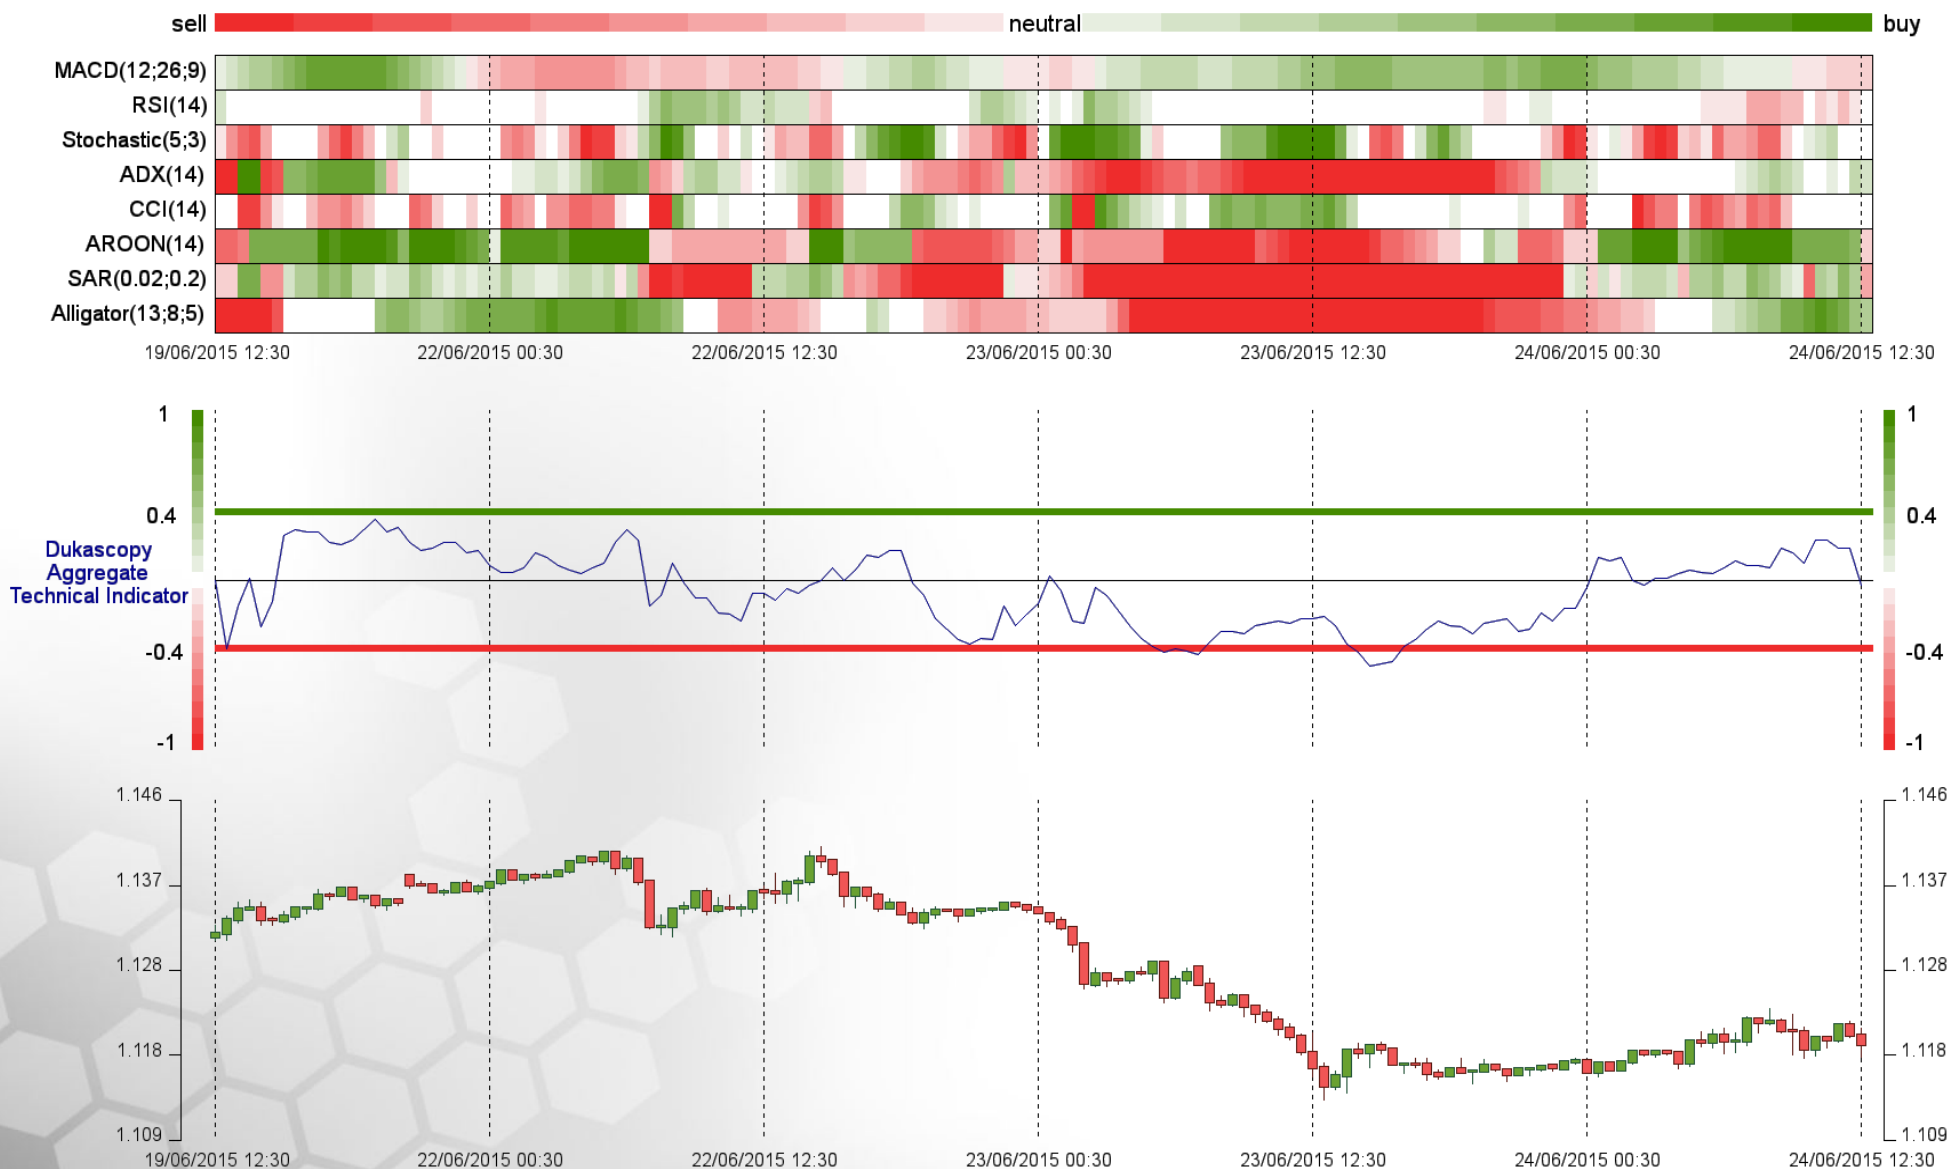 sell neutral buy
MACD(12;26;9)
RSI(14)
Stochastic(5;3)
ADX(14)
CCI(14)
AROON(14)
SAR(0.02;0.2)
Alligator(13;8;5)
19/06/2015 12:30 22/06/2015 00:30 22/06/2015 12:30 23/06/2015 00:30 23/06/2015 12:30 24/06/2015 00:30 24/06/2015 12:30
1 1
0.4 0.4
Dukascopy
Aggregate
Technical Indicator
-0.4 -0.4
-1 -1
1.146 1.146
1.137 1.137
1.128 1.128
1.118 1.118
1.109 1.109
19/06/2015 12:30 22/06/2015 00:30 22/06/2015 12:30 23/06/2015 00:30 23/06/2015 12:30 24/06/2015 00:30 24/06/2015 12:30